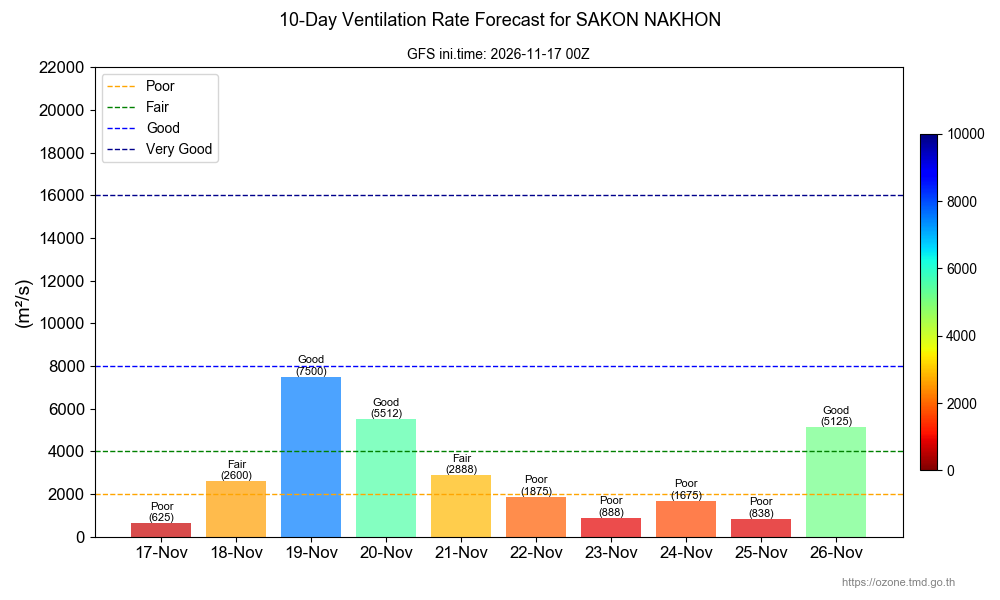 10-Day Ventilation Rate Forecast for SAKON NAKHON
GFS ini.time: 2026-11-17 00Z
22000
20000
18000
16000
14000
12000
10000
8000
6000
4000
2000
0
(m²/s)
Poor
Fair
Good
Very Good
Poor
(625)
Fair
(2600)
Good
(7500)
Good
(5512)
Fair
(2888)
Poor
(1875)
Poor
(888)
Poor
(1675)
Poor
(838)
Good
(5125)
17-Nov 18-Nov 19-Nov 20-Nov 21-Nov 22-Nov 23-Nov 24-Nov 25-Nov 26-Nov
10000
8000
6000
4000
2000
0
https://ozone.tmd.go.th